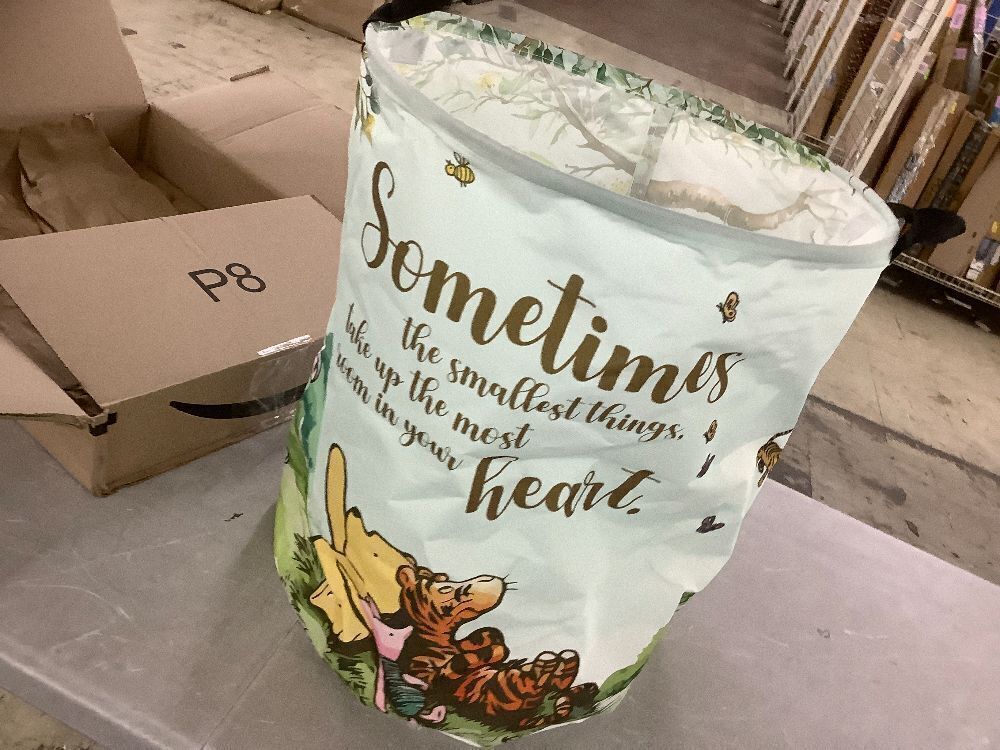 P8
Sometimes
the smallest things,
take up the most
room in your
heart.